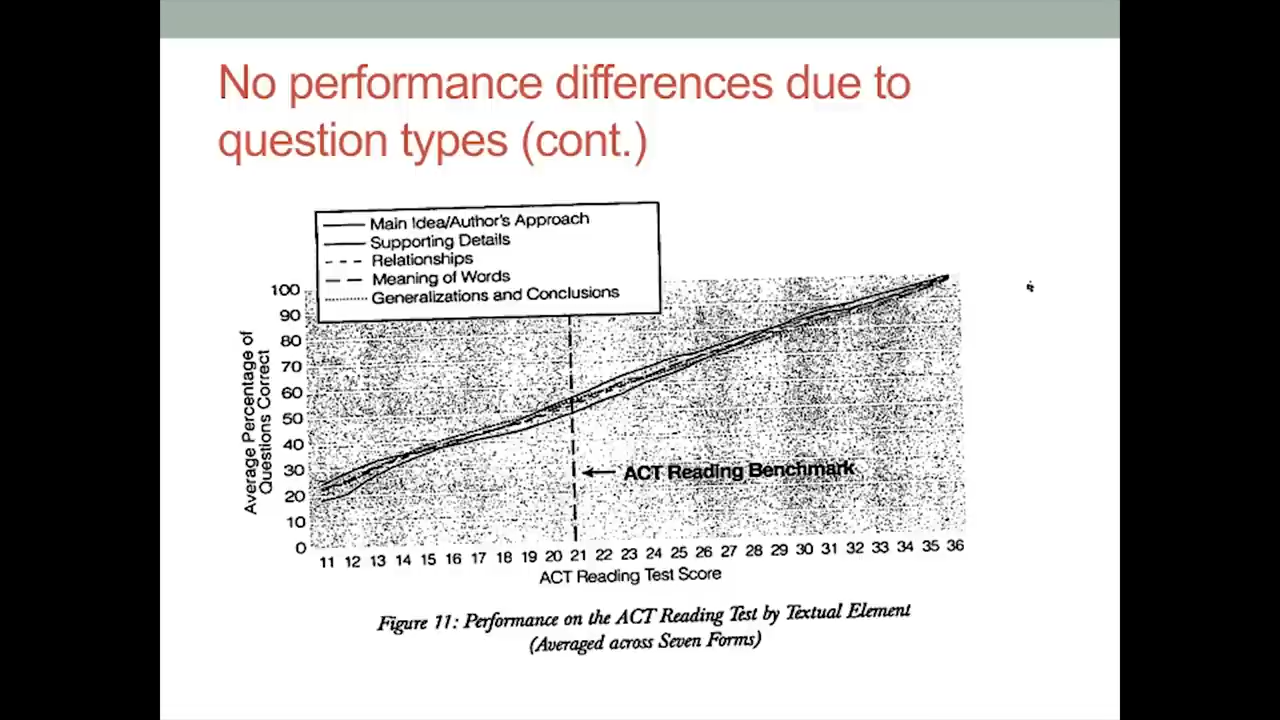 No performance differences due to
question types (cont.)
Main Idea/Author's Approach
Supporting Details
Relationships
Meaning of Words
Generalizations and Conclusions
100
90
80
70
60
50
40
30
20
10
0
Average Percentage of
Questions Correct
ACT Reading Benchmark
11 12 13 14 15 16 17 18 19 20 21 22 23 24 25 26 27 28 29 30 31 32 33 34 35 36
ACT Reading Test Score
Figure 11: Performance on the ACT Reading Test by Textual Element
(Averaged across Seven Forms)